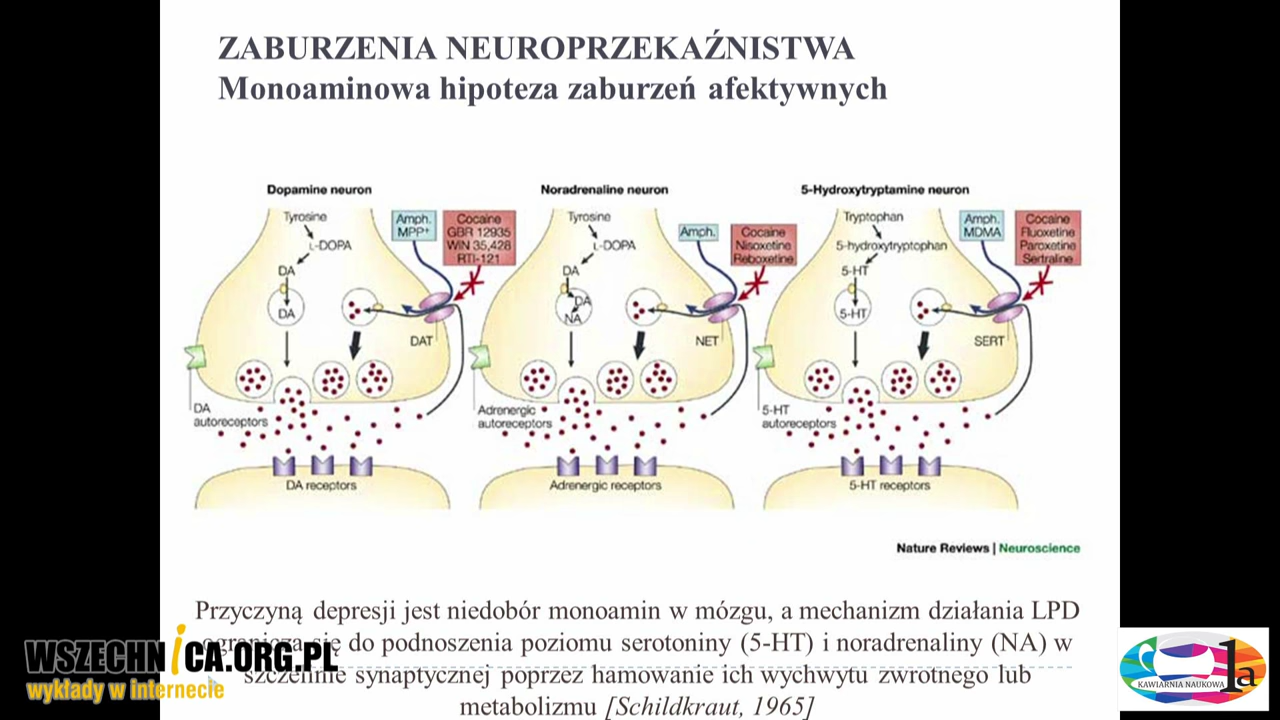 ZABURZENIA NEUROPRZEKAŹNISTWA
Monoaminowa hipoteza zaburzeń afektywnych
Dopamine neuron
Tyrosine
L-DOPA
DA
DA
Amph.
MPP+
Cocaine
GBR 12935
WIN 35,428
RTI-121
DAT
DA
autoreceptors
DA receptors
Noradrenaline neuron
Tyrosine
L-DOPA
DA
DA
NA
Amph.
Cocaine
Nisoxetine
Reboxetine
NET
Adrenergic
autoreceptors
Adrenergic receptors
5-Hydroxytryptamine neuron
Tryptophan
5-hydroxytryptophan
5-HT
5-HT
Amph.
MDMA
Cocaine
Fluoxetine
Paroxetine
Sertraline
SERT
5-HT
autoreceptors
5-HT receptors
Nature Reviews | Neuroscience
Przyczyną depresji jest niedobór monoamin w mózgu, a mechanizm działania LPD
ogranicza się do podnoszenia poziomu serotoniny (5-HT) i noradrenaliny (NA) w
szczelinie synaptycznej poprzez hamowanie ich wychwytu zwrotnego lub
metabolizmu [Schildkraut, 1965]
WSZECHNICA.ORG.PL
wykłady w internecie
KAWIARNIA NAUKOWA 1a